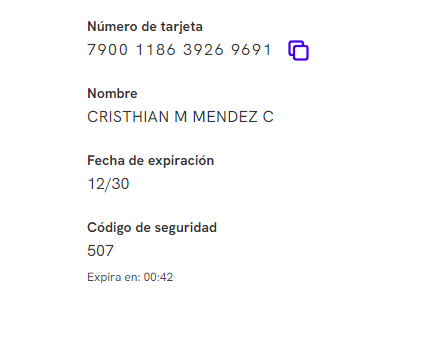 Número de tarjeta
7900 1186 3926 9691
Nombre
CRISTHIAN M MENDEZ C
Fecha de expiración
12/30
Código de seguridad
507
Expira en: 00:42